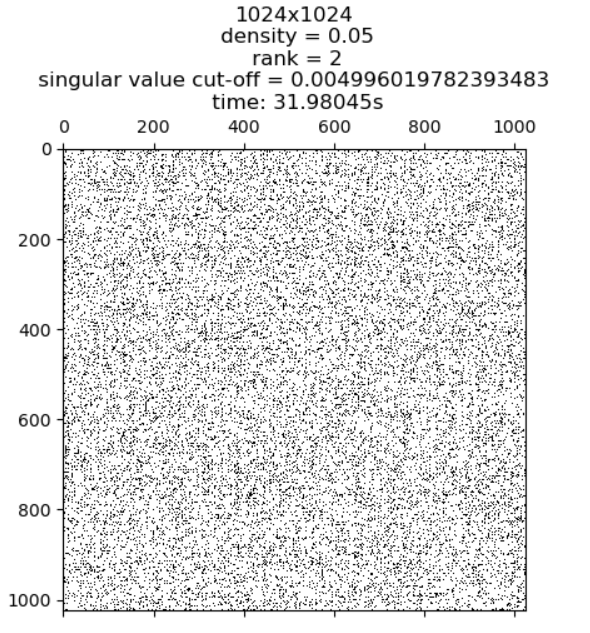 1024x1024
density = 0.05
rank = 2
singular value cut-off = 0.004996019782393483
time: 31.98045s
0 200 400 600 800 1000
0
200
400
600
800
1000